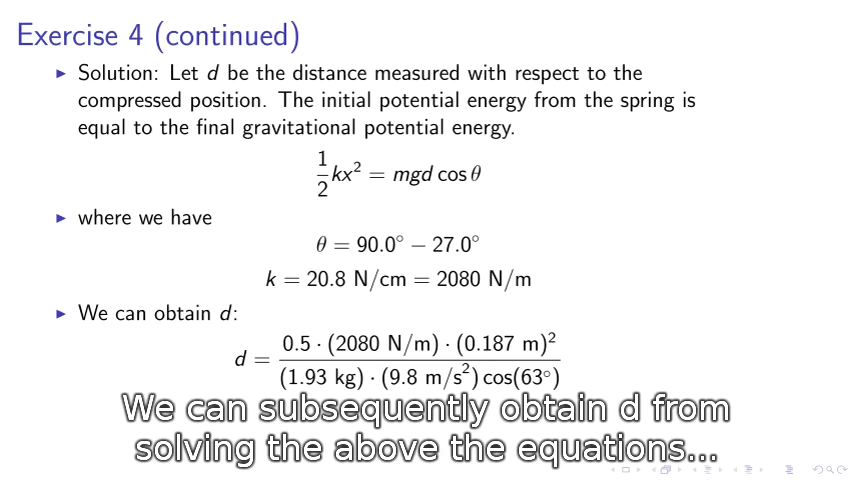 Exercise 4 (continued)
▶ Solution: Let d be the distance measured with respect to the
compressed position. The initial potential energy from the spring is
equal to the final gravitational potential energy.
1/2 kx² = mgd cos θ
▶ where we have
θ = 90.0° − 27.0°
k = 20.8 N/cm = 2080 N/m
▶ We can obtain d:
d = 0.5 · (2080 N/m) · (0.187 m)² / (1.93 kg) · (9.8 m/s²) cos(63°)
We can subsequently obtain d from
solving the above the equations...